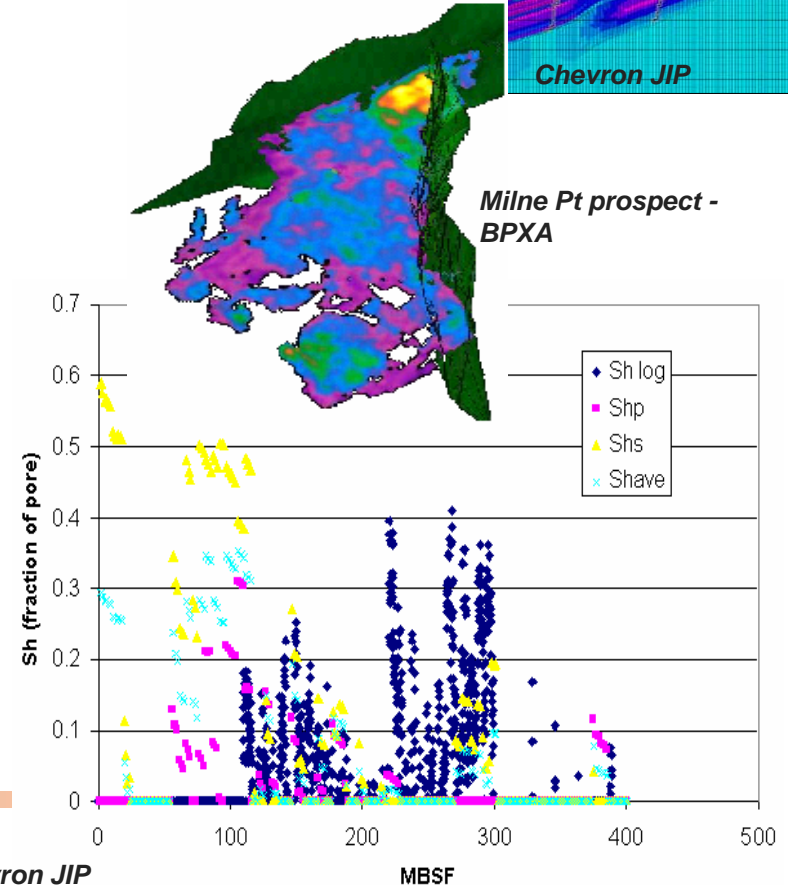 Chevron JIP
Milne Pt prospect -
BPXA
0.7
0.6
0.5
0.4
0.3
0.2
0.1
0
Sh (fraction of pore)
Sh log
Shp
Shs
Shave
0 100 200 300 400 500
MBSF
vron JIP